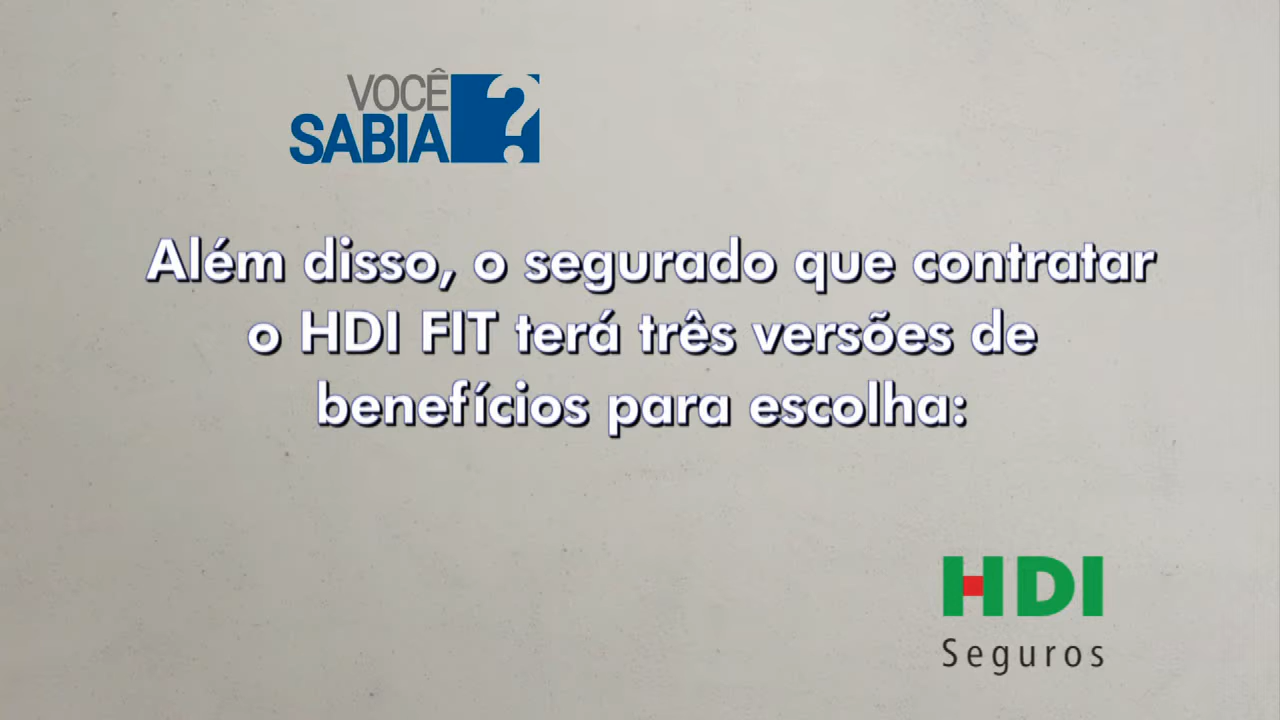 VOCÊ
SABIA?
Além disso, o segurado que contratar
o HDI FIT terá três versões de
benefícios para escolha:
HDI
Seguros